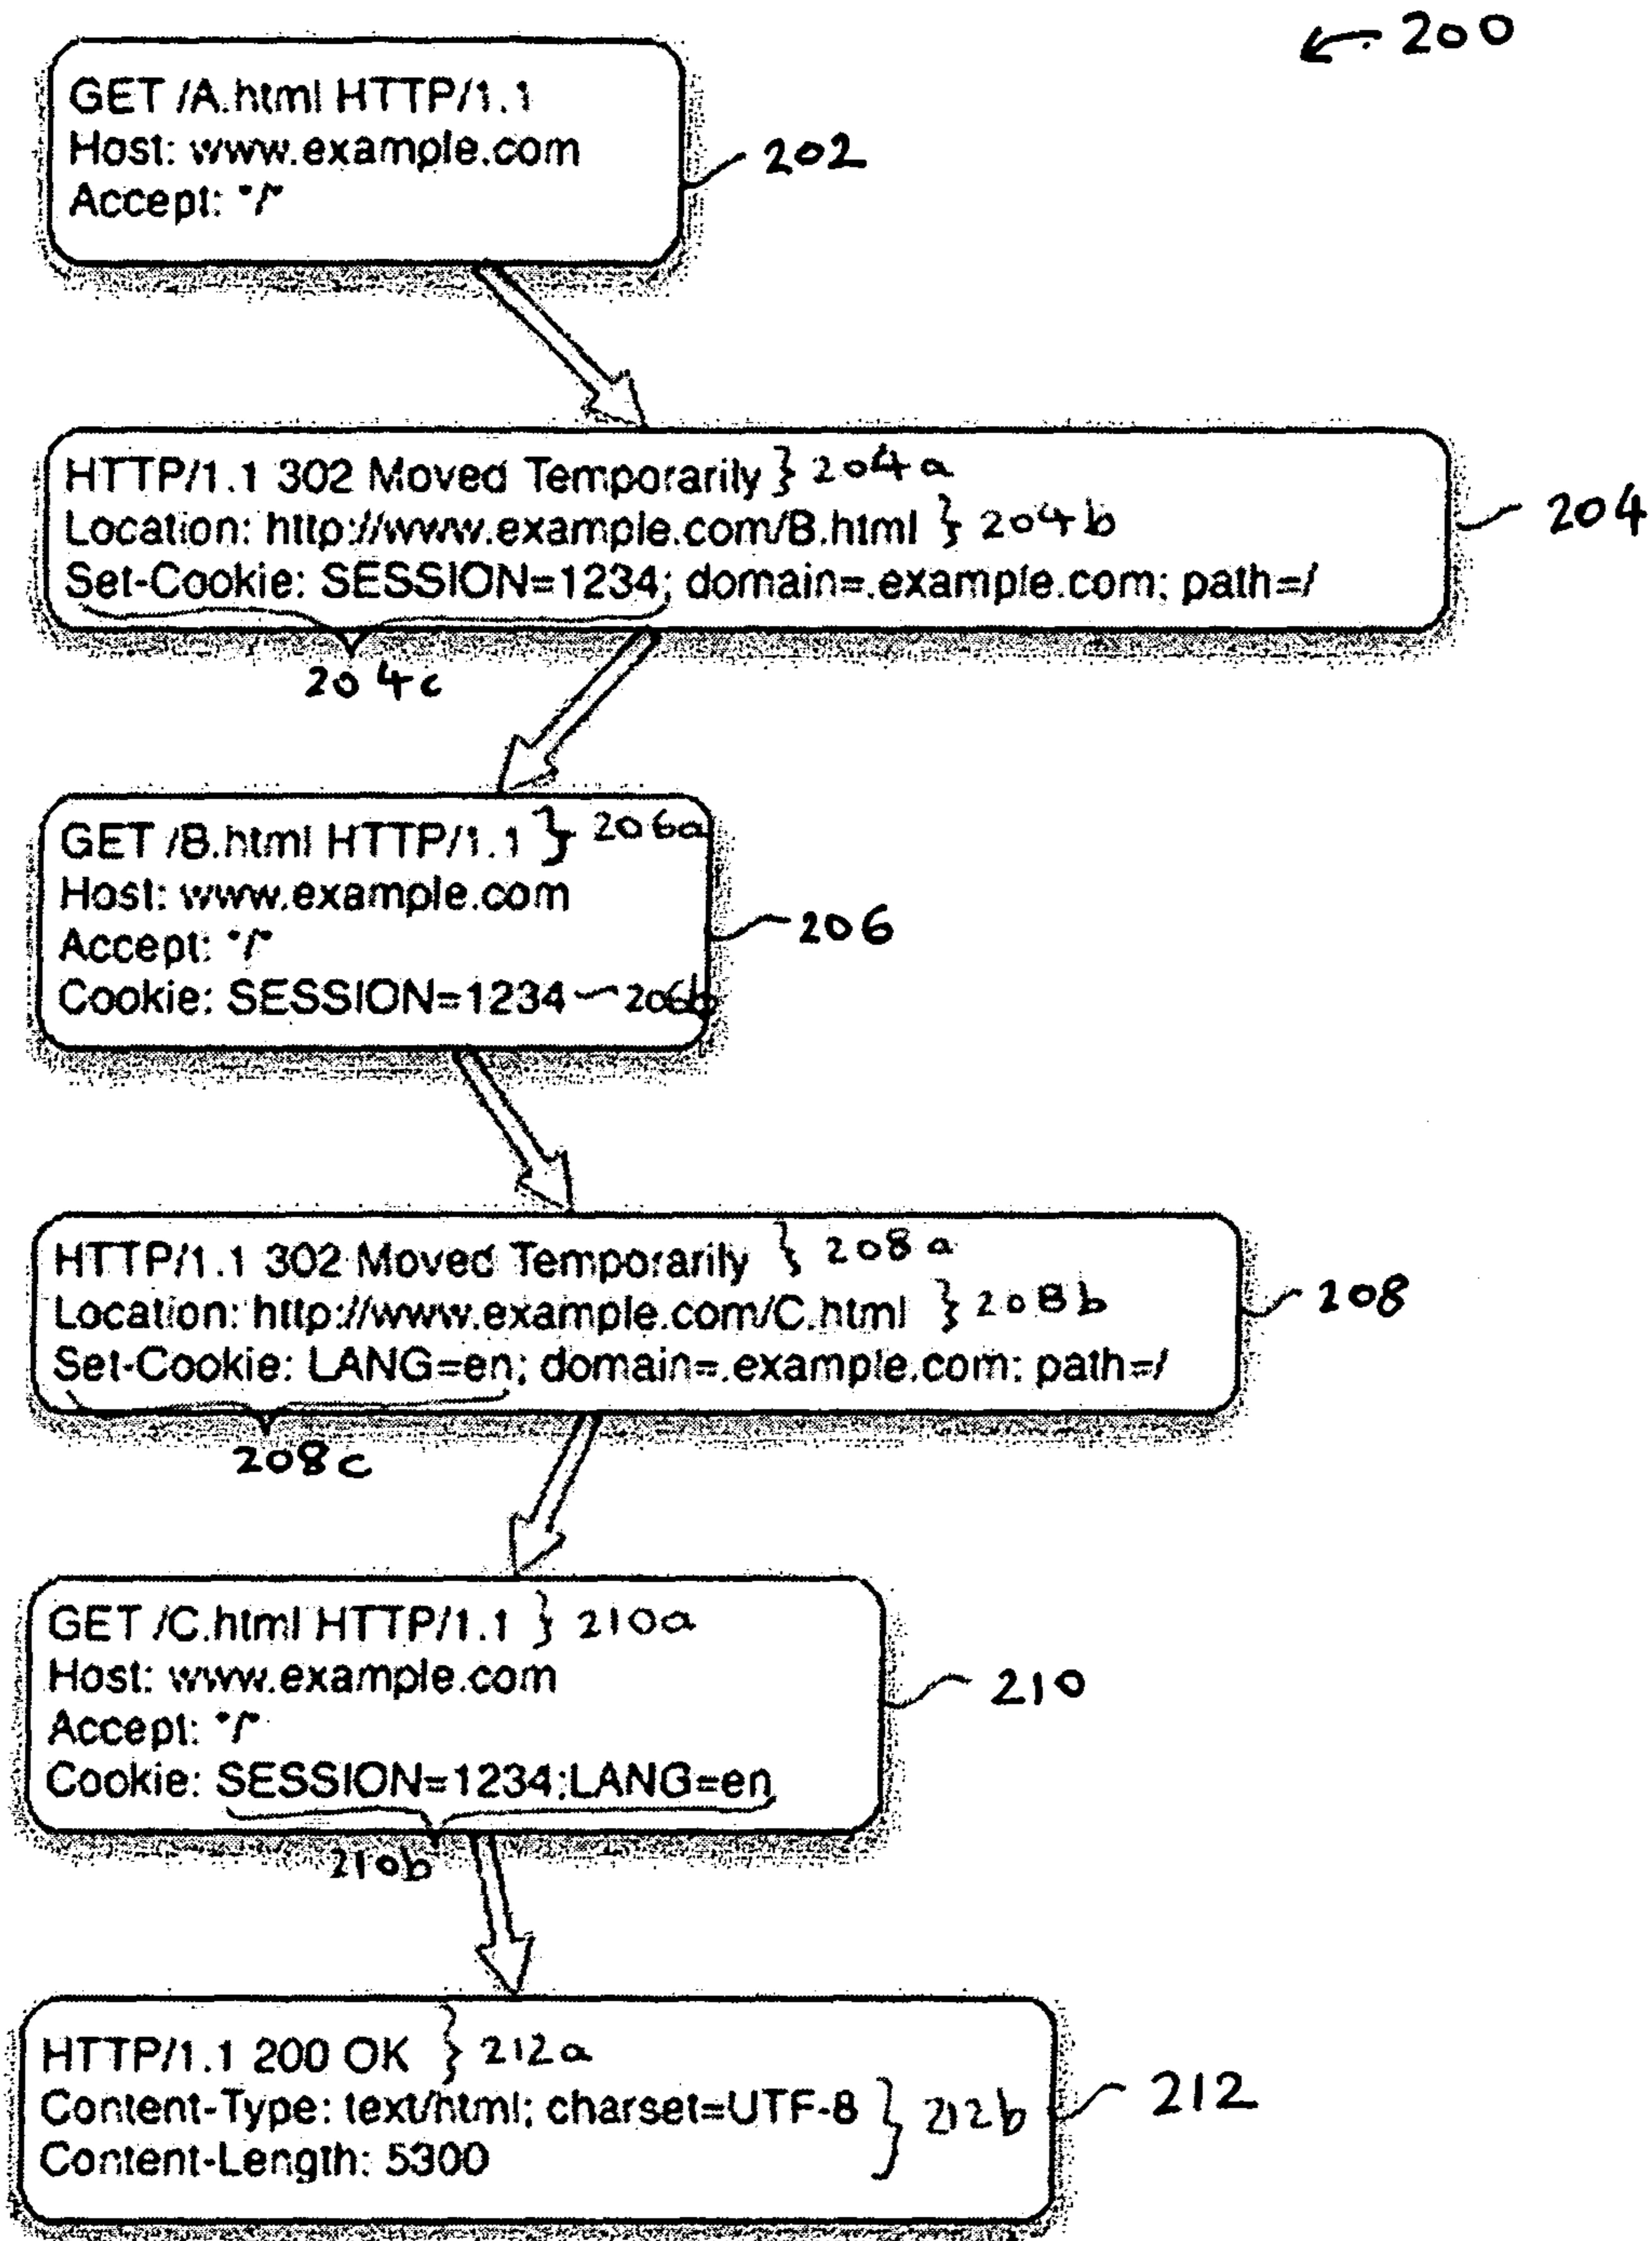 200
GET /A.html HTTP/1.1
Host: www.example.com
Accept: */*
202
HTTP/1.1 302 Moved Temporarily } 204a
Location: http://www.example.com/B.html } 204b
Set-Cookie: SESSION=1234; domain=.example.com; path=/
204
204c
GET /B.html HTTP/1.1 } 206a
Host: www.example.com
Accept: */*
Cookie: SESSION=1234 206b
206
HTTP/1.1 302 Moved Temporarily } 208a
Location: http://www.example.com/C.html } 208b
Set-Cookie: LANG=en; domain=.example.com; path=/
208
208c
GET /C.html HTTP/1.1 } 210a
Host: www.example.com
Accept: */*
Cookie: SESSION=1234;LANG=en
210
210b
HTTP/1.1 200 OK } 212a
Content-Type: text/html; charset=UTF-8 } 212b
Content-Length: 5300
212